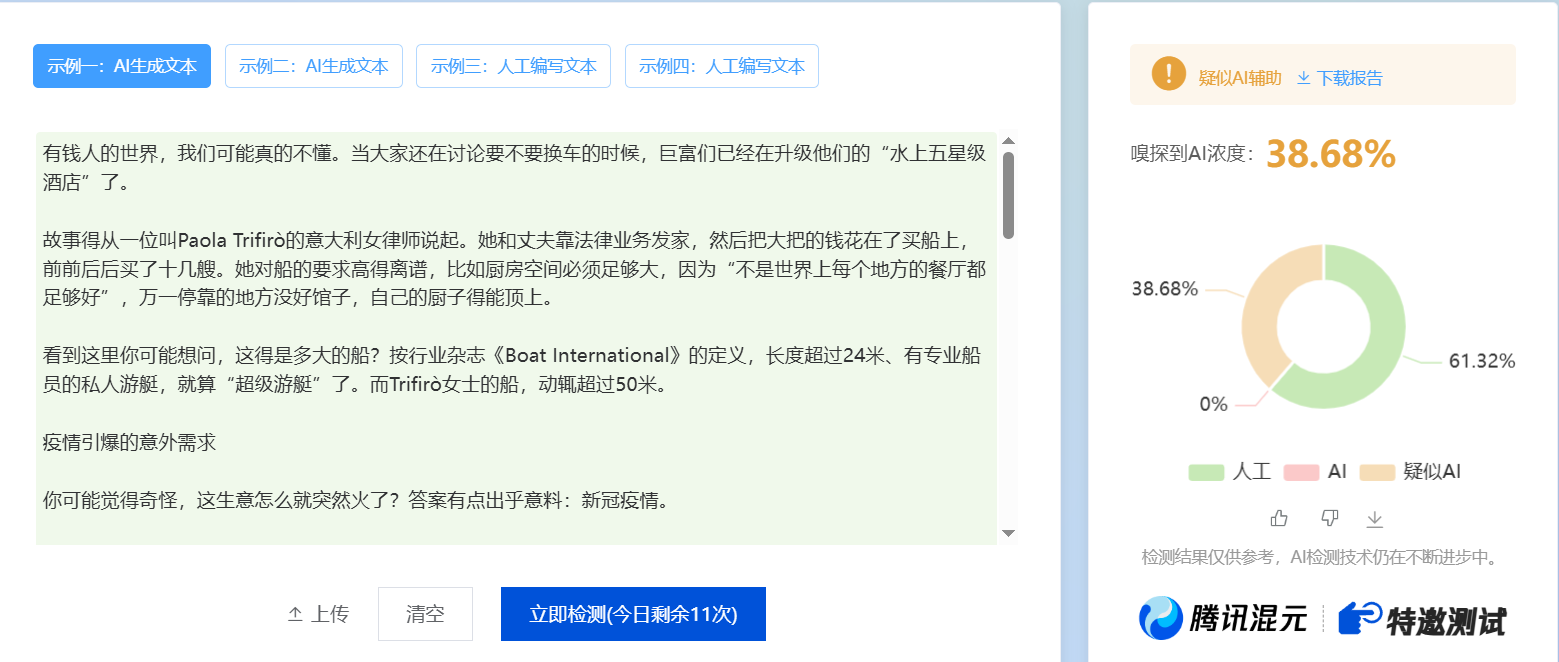 示例一：AI生成文本
示例二：AI生成文本
示例三：人工编写文本
示例四：人工编写文本
有钱人的世界，我们可能真的不懂。当大家还在讨论要不要换车的时候，巨富们已经在升级他们的“水上五星级
酒店”了。
故事得从一位叫Paola Trifirò的意大利女律师说起。她和丈夫靠法律业务发家，然后把大把的钱花在了买船上，
前前后后买了十几艘。她对船的要求高得离谱，比如厨房空间必须足够大，因为“不是世界上每个地方的餐厅都
足够好”，万一停靠的地方没好馆子，自己的厨子得能顶上。
看到这里你可能想问，这得是多大的船？按行业杂志《Boat International》的定义，长度超过24米、有专业船
员的私人游艇，就算“超级游艇”了。而Trifirò女士的船，动辄超过50米。
疫情引爆的意外需求
你可能觉得奇怪，这生意怎么就突然火了？答案有点出乎意料：新冠疫情。
上传
清空
立即检测(今日剩余11次)
疑似AI辅助
下载报告
嗅探到AI浓度：38.68%
38.68%
61.32%
0%
人工
AI
疑似AI
检测结果仅供参考，AI检测技术仍在不断进步中。
腾讯混元
特邀测试